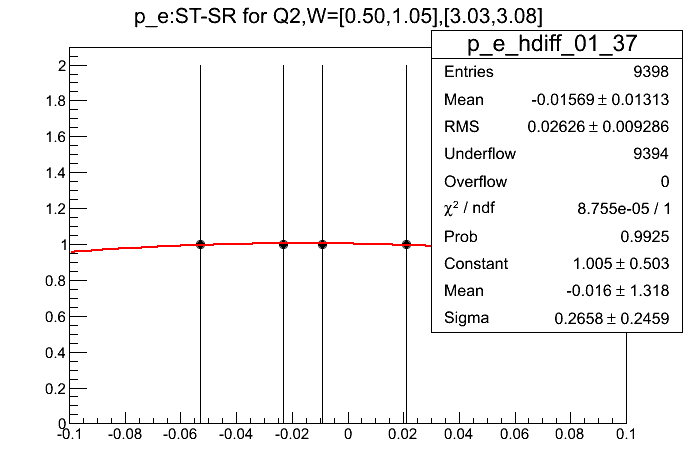 p_e:ST-SR for Q2,W=[0.50,1.05],[3.03,3.08]
p_e_hdiff_01_37
Entries 9398
Mean -0.01569 ± 0.01313
RMS 0.02626 ± 0.009286
Underflow 9394
Overflow 0
χ² / ndf 8.755e-05 / 1
Prob 0.9925
Constant 1.005 ± 0.503
Mean -0.016 ± 1.318
Sigma 0.2658 ± 0.2459
2
1.8
1.6
1.4
1.2
1
0.8
0.6
0.4
0.2
0
-0.1 -0.08 -0.06 -0.04 -0.02 0 0.02 0.04 0.06 0.08 0.1